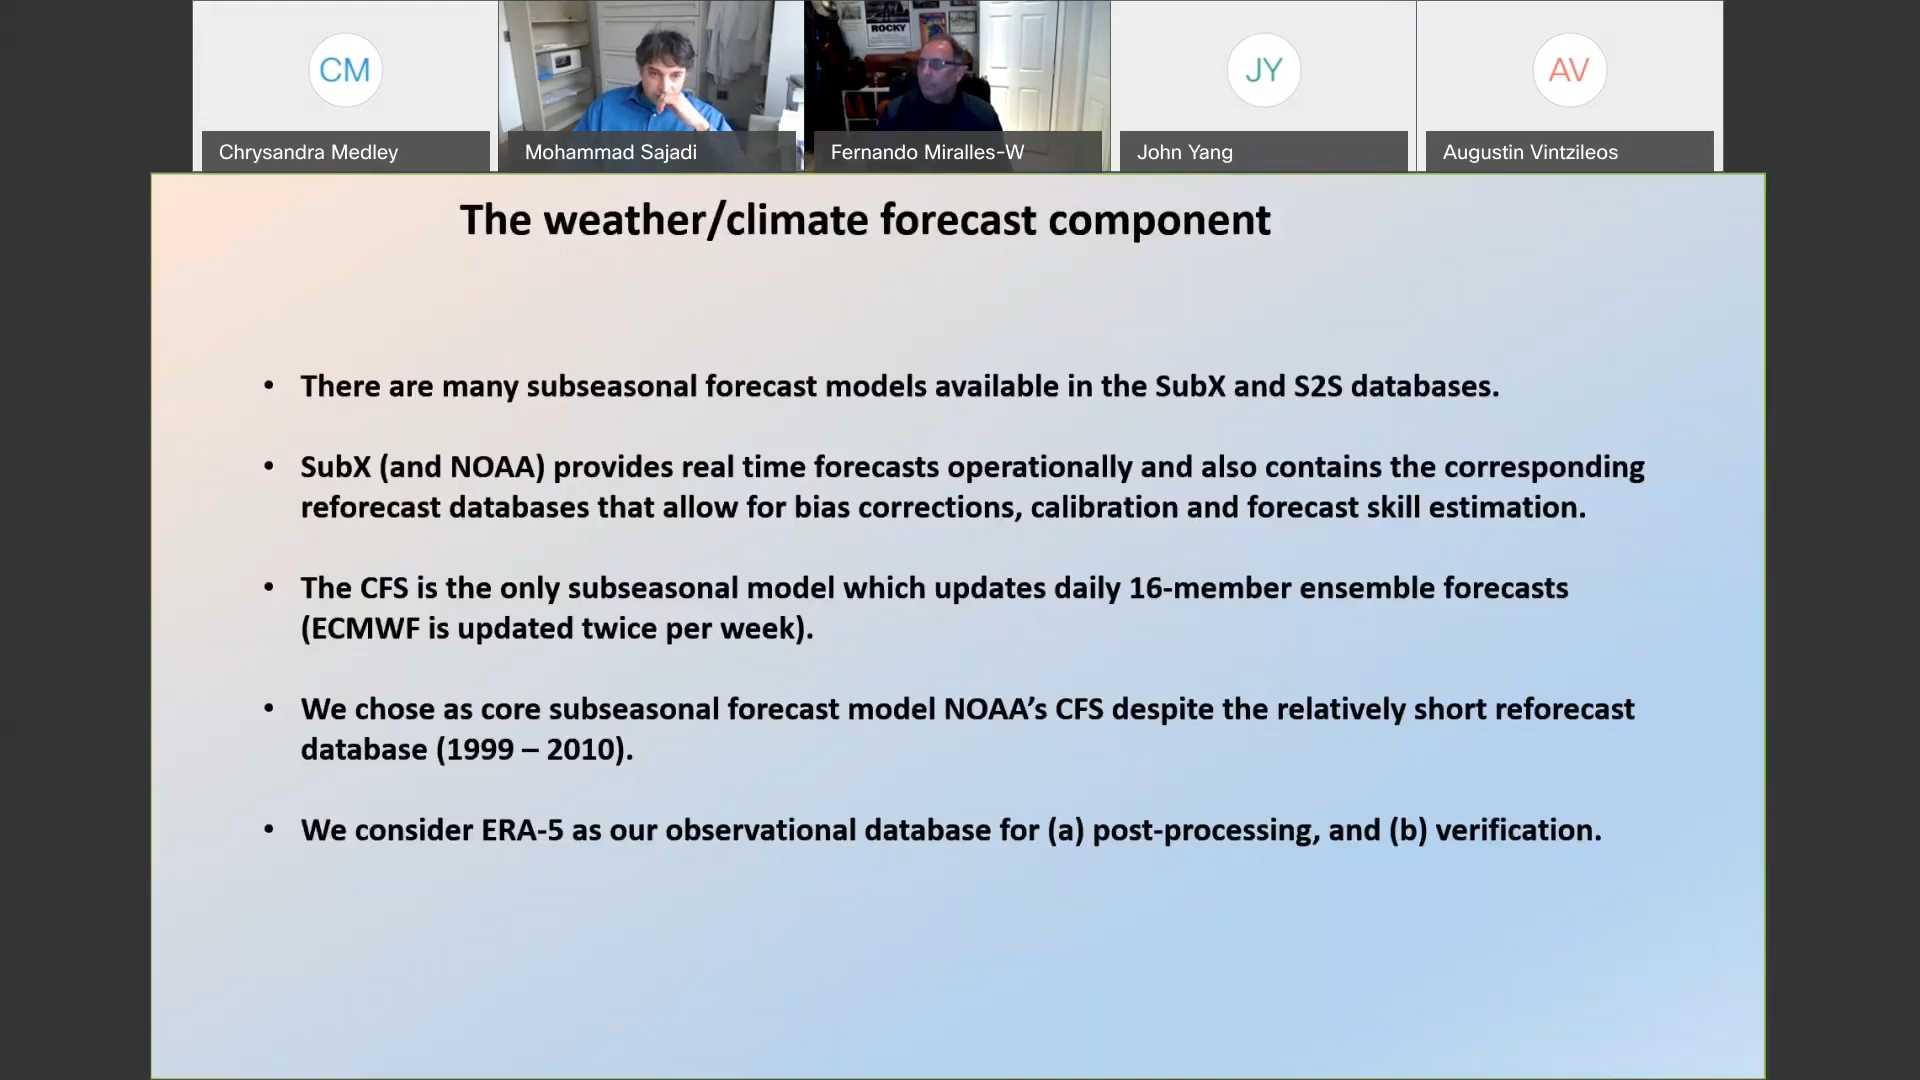 CM
ROCKY
JY
AV
Chrysandra Medley
Mohammad Sajadi
Fernando Miralles-W
John Yang
Augustin Vintzileos
The weather/climate forecast component
• There are many subseasonal forecast models available in the SubX and S2S databases.
• SubX (and NOAA) provides real time forecasts operationally and also contains the corresponding
reforecast databases that allow for bias corrections, calibration and forecast skill estimation.
• The CFS is the only subseasonal model which updates daily 16-member ensemble forecasts
(ECMWF is updated twice per week).
• We chose as core subseasonal forecast model NOAA’s CFS despite the relatively short reforecast
database (1999 – 2010).
• We consider ERA-5 as our observational database for (a) post-processing, and (b) verification.